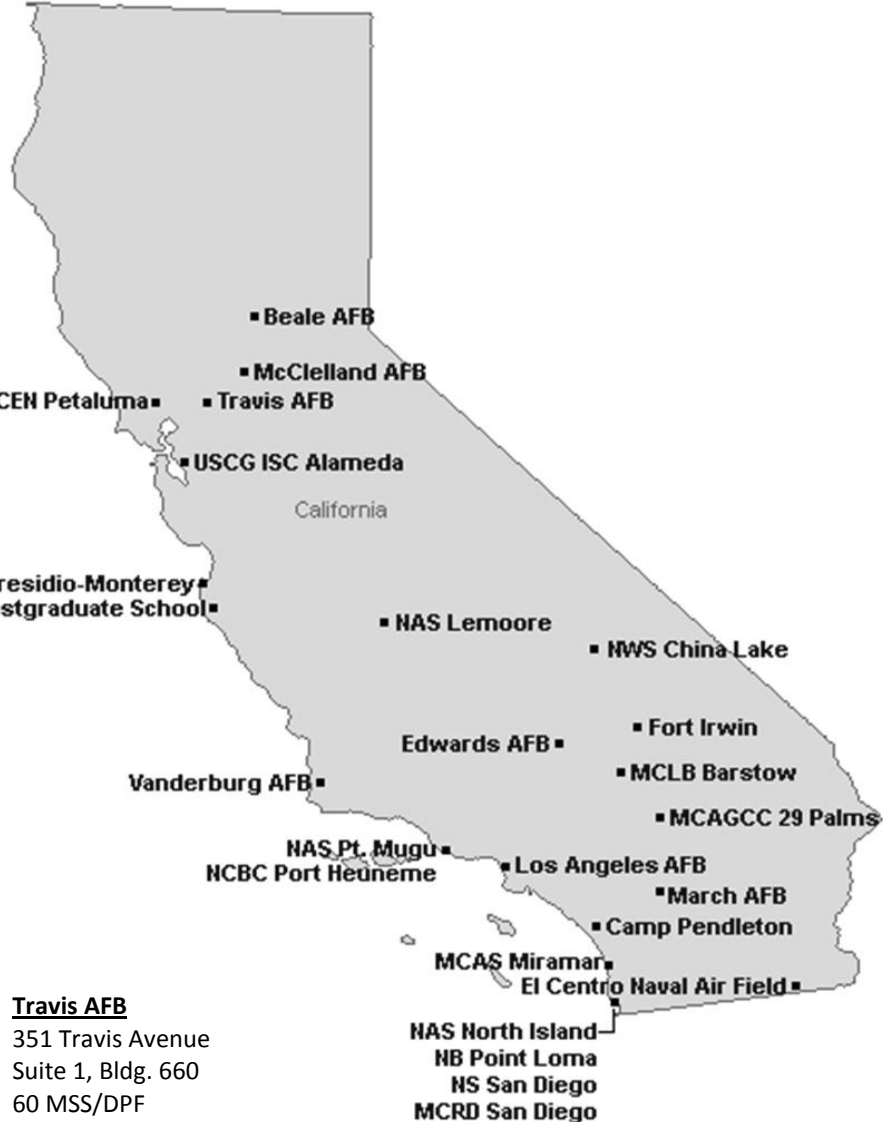 Beale AFB
McClelland AFB
CEN Petaluma
Travis AFB
USCG ISC Alameda
California
residio-Monterey
stgraduate School
NAS Lemoore
NWS China Lake
Fort Irwin
Edwards AFB
MCLB Barstow
Vanderburg AFB
MCAGCC 29 Palms
NAS Pt. Mugu
NCBC Port Heuneme
Los Angeles AFB
March AFB
Camp Pendleton
MCAS Miramar
El Centro Naval Air Field
NAS North Island
NB Point Loma
NS San Diego
MCRD San Diego
Travis AFB
351 Travis Avenue
Suite 1, Bldg. 660
60 MSS/DPF